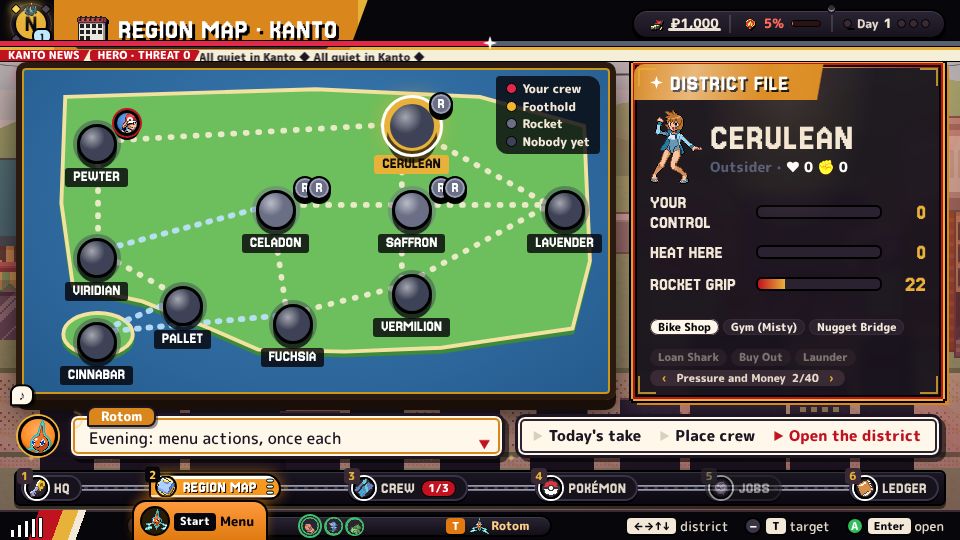 N
1
REGION MAP · KANTO
₽1,000
5%
Day 1
KANTO NEWS
HERO · THREAT 0
All quiet in Kanto ◆ All quiet in Kanto ◆
Your crew
Foothold
Rocket
Nobody yet
R
CERULEAN
PEWTER
R R
R R
CELADON
SAFFRON
LAVENDER
VIRIDIAN
PALLET
VERMILION
FUCHSIA
CINNABAR
DISTRICT FILE
CERULEAN
Outsider · ♥ 0 ✊ 0
YOUR CONTROL 0
HEAT HERE 0
ROCKET GRIP 22
Bike Shop
Gym (Misty)
Nugget Bridge
Loan Shark
Buy Out
Launder
‹ Pressure and Money 2/40 ›
♪
Rotom
Evening: menu actions, once each
Today's take
Place crew
Open the district
1 HQ
2 REGION MAP
3 CREW 1/3
4 POKÉMON
5 JOBS
6 LEDGER
Start Menu
T Rotom
←→↑↓ district
− T target
A Enter open